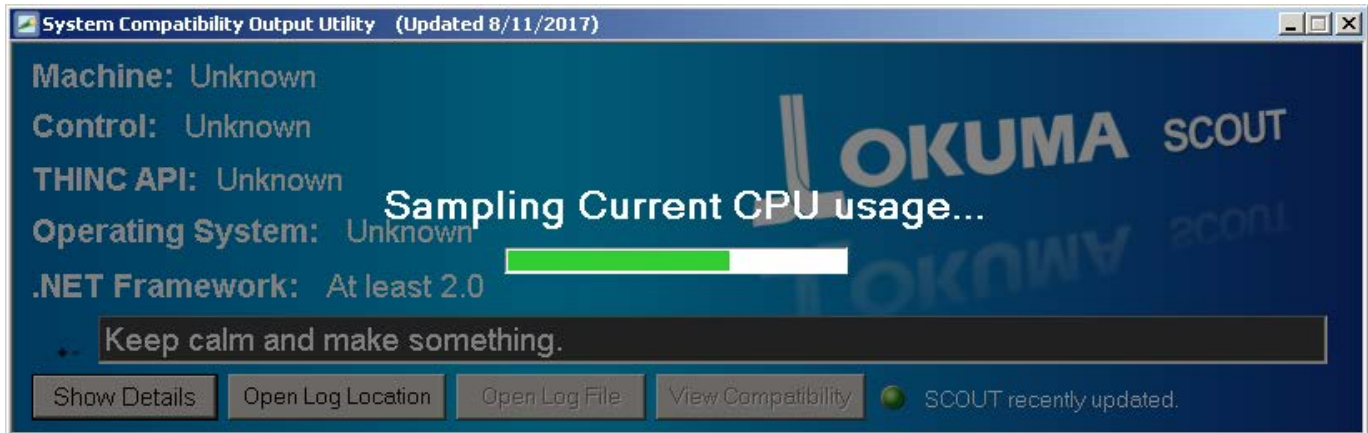 System Compatibility Output Utility (Updated 8/11/2017)
Machine: Unknown
Control: Unknown
THINC API: Unknown
Operating System: Unknown
.NET Framework: At least 2.0
OKUMA SCOUT
Sampling Current CPU usage...
Keep calm and make something.
Show Details Open Log Location Open Log File View Compatibility SCOUT recently updated.